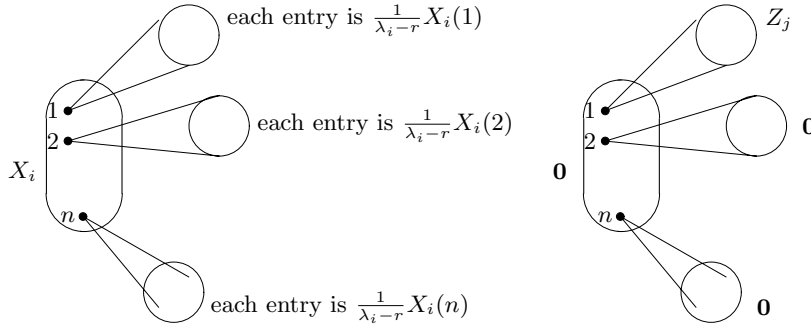 each entry is $\frac{1}{\lambda_i - r} X_i(1)$
$Z_j$
1
1
each entry is $\frac{1}{\lambda_i - r} X_i(2)$
0
2
2
$X_i$
0
n
n
each entry is $\frac{1}{\lambda_i - r} X_i(n)$
0